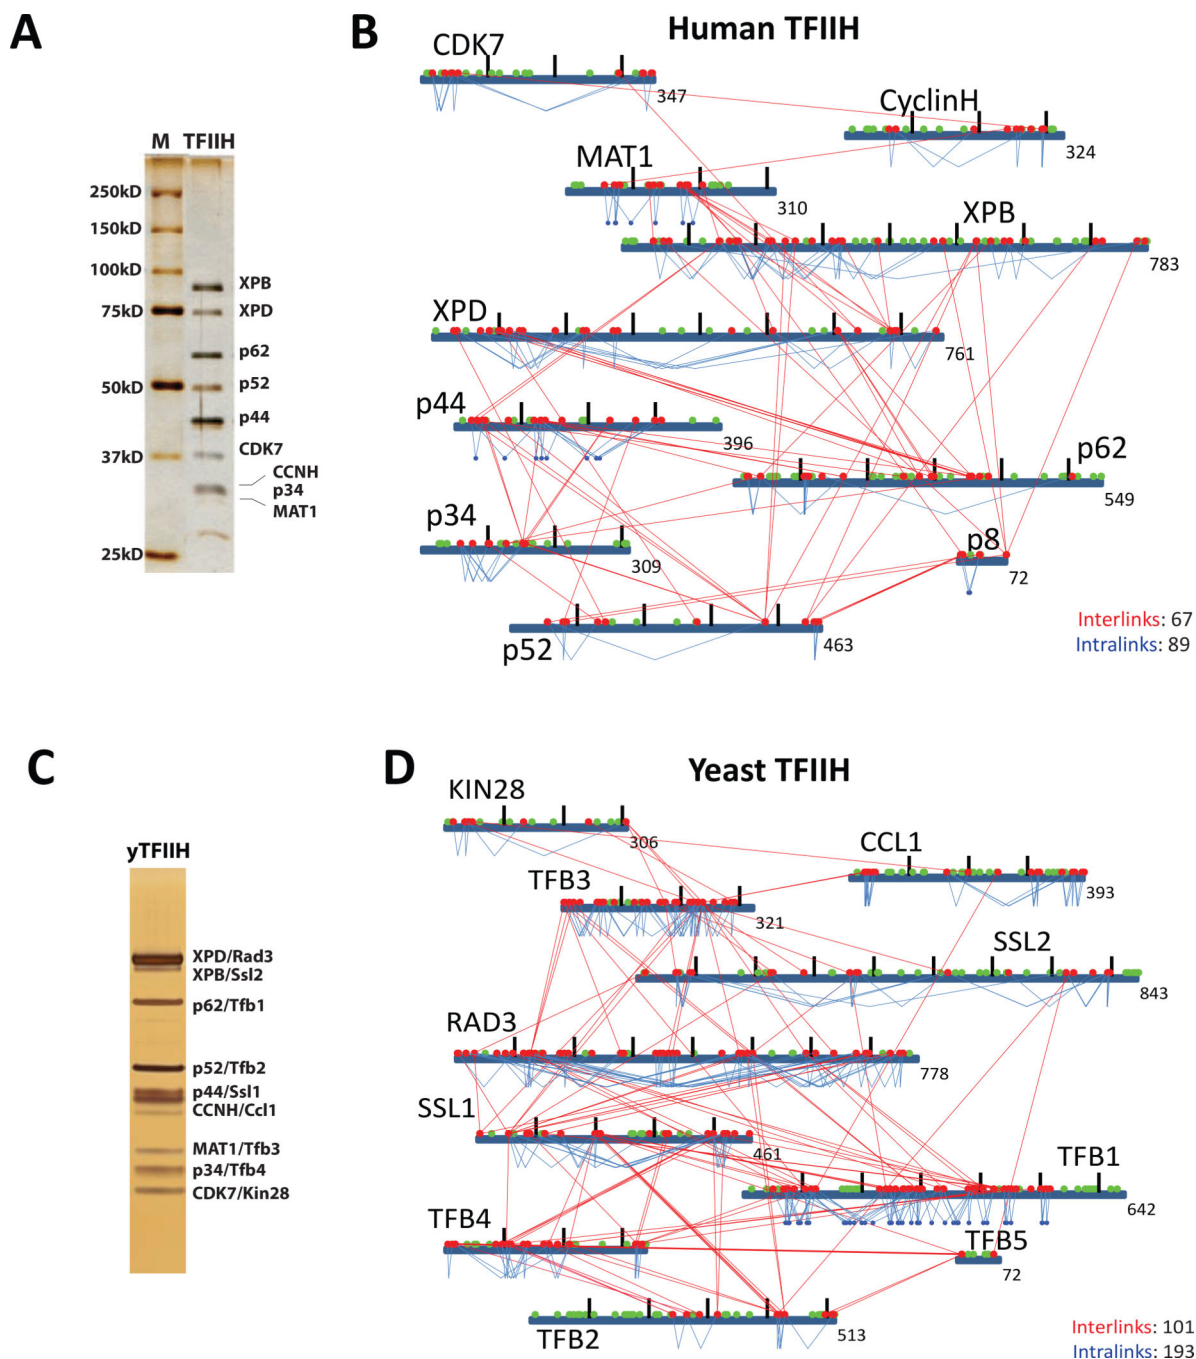 A
M TFIIH
250kD
150kD
100kD
75kD
50kD
37kD
25kD
XPB
XPD
p62
p52
p44
CDK7
CCNH
p34
MAT1
B
Human TFIIH
CDK7
347
CyclinH
324
MAT1
310
XPB
783
XPD
761
p44
396
p62
549
p34
309
p8
72
p52
463
Interlinks: 67
Intralinks: 89
C
yTFIIH
XPD/Rad3
XPB/Ssl2
p62/Tfb1
p52/Tfb2
p44/Ssl1
CCNH/Ccl1
MAT1/Tfb3
p34/Tfb4
CDK7/Kin28
D
Yeast TFIIH
KIN28
306
CCL1
393
TFB3
321
SSL2
843
RAD3
778
SSL1
461
TFB1
642
TFB4
TFB5
72
TFB2
513
Interlinks: 101
Intralinks: 193